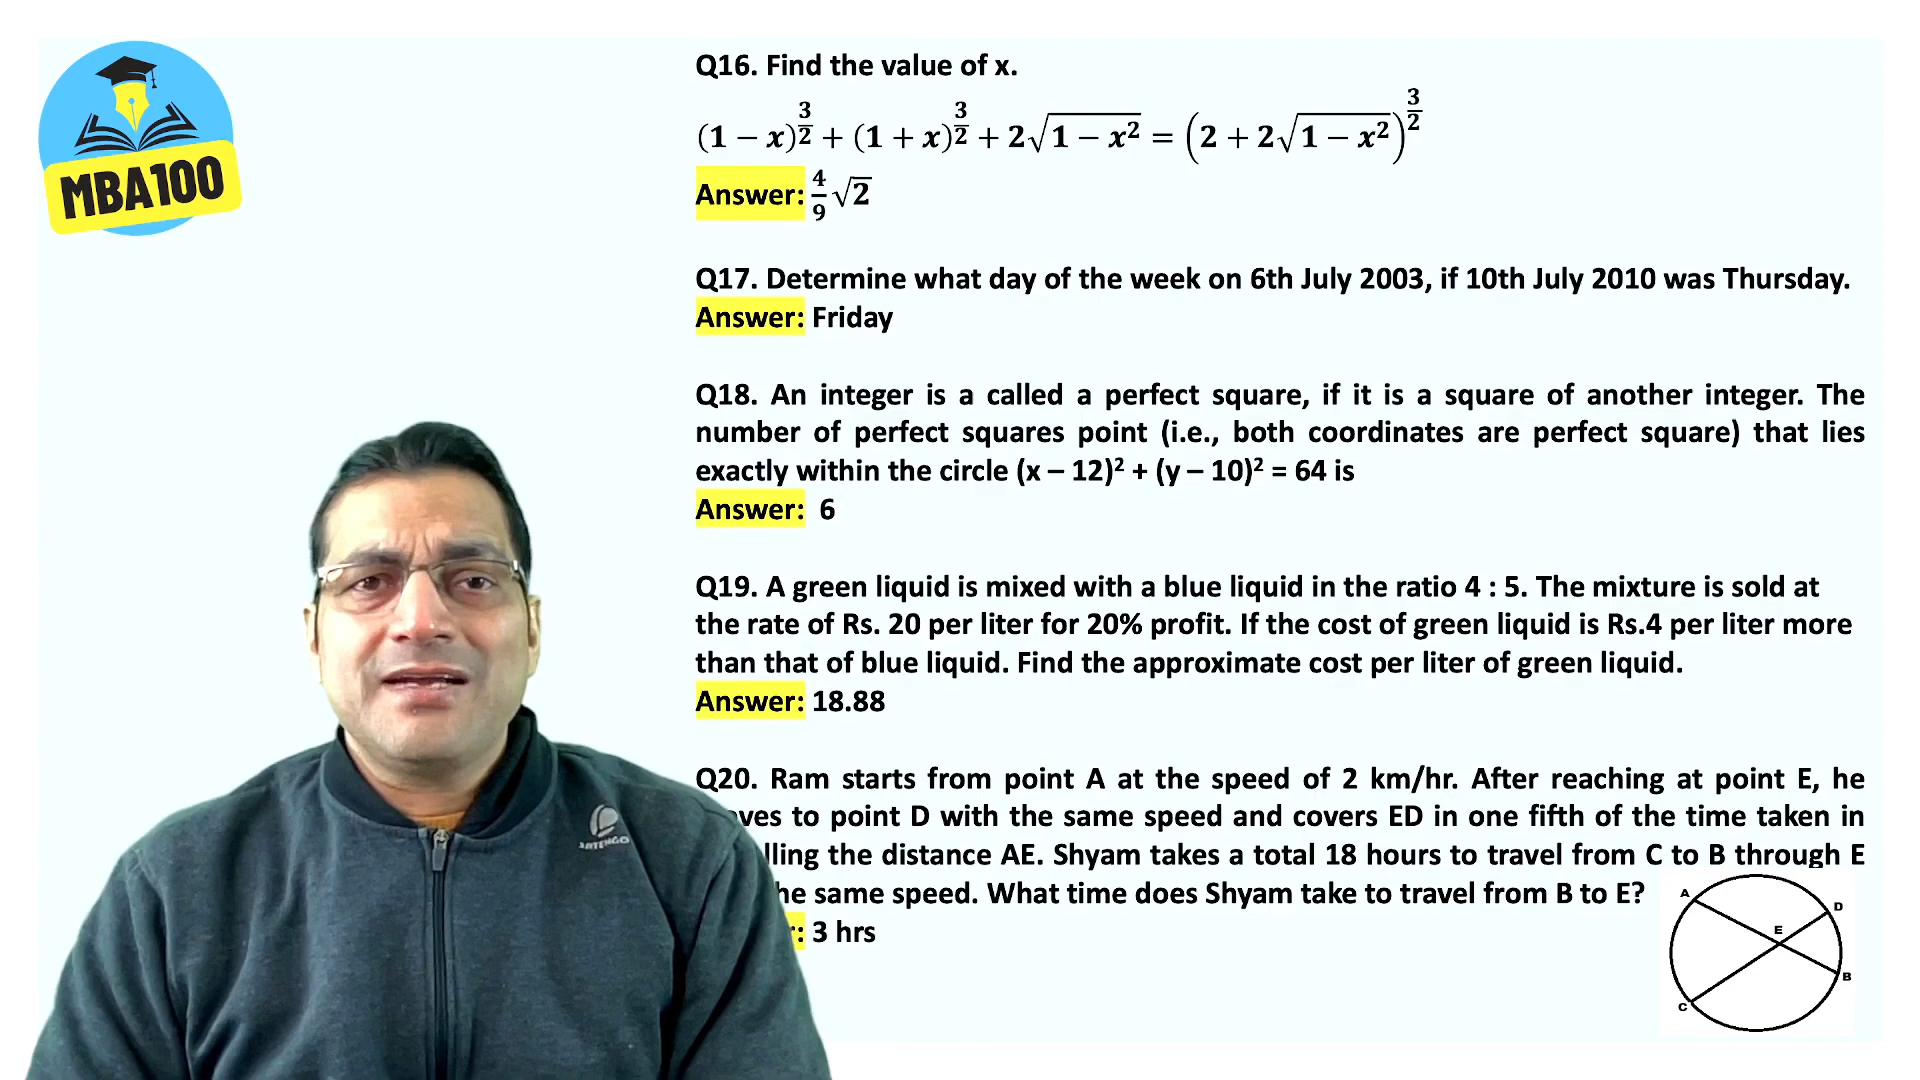 MBA100
Q16. Find the value of x.
(1 − x)^(3/2) + (1 + x)^(3/2) + 2√(1 − x²) = (2 + 2√(1 − x²))^(3/2)
Answer: 4/9 √2
Q17. Determine what day of the week on 6th July 2003, if 10th July 2010 was Thursday.
Answer: Friday
Q18. An integer is a called a perfect square, if it is a square of another integer. The
number of perfect squares point (i.e., both coordinates are perfect square) that lies
exactly within the circle (x – 12)² + (y – 10)² = 64 is
Answer: 6
Q19. A green liquid is mixed with a blue liquid in the ratio 4 : 5. The mixture is sold at
the rate of Rs. 20 per liter for 20% profit. If the cost of green liquid is Rs.4 per liter more
than that of blue liquid. Find the approximate cost per liter of green liquid.
Answer: 18.88
Q20. Ram starts from point A at the speed of 2 km/hr. After reaching at point E, he
to point D with the same speed and covers ED in one fifth of the time taken in
the distance AE. Shyam takes a total 18 hours to travel from C to B through E
same speed. What time does Shyam take to travel from B to E?
: 3 hrs
A
D
E
B
C
ARTENGO